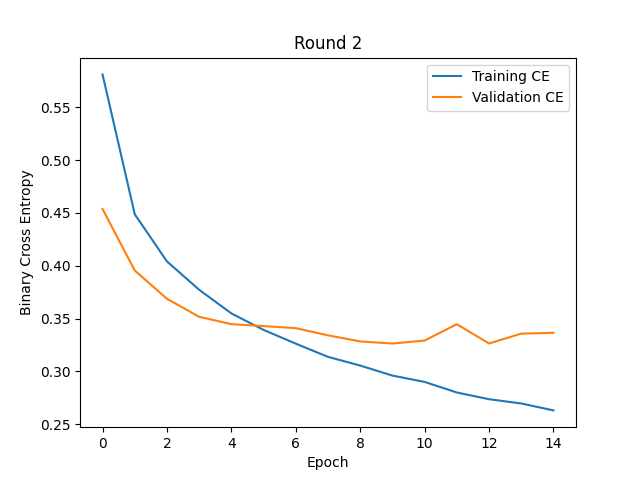 Round 2
Training CE
Validation CE
Binary Cross Entropy
0.55
0.50
0.45
0.40
0.35
0.30
0.25
0 2 4 6 8 10 12 14
Epoch